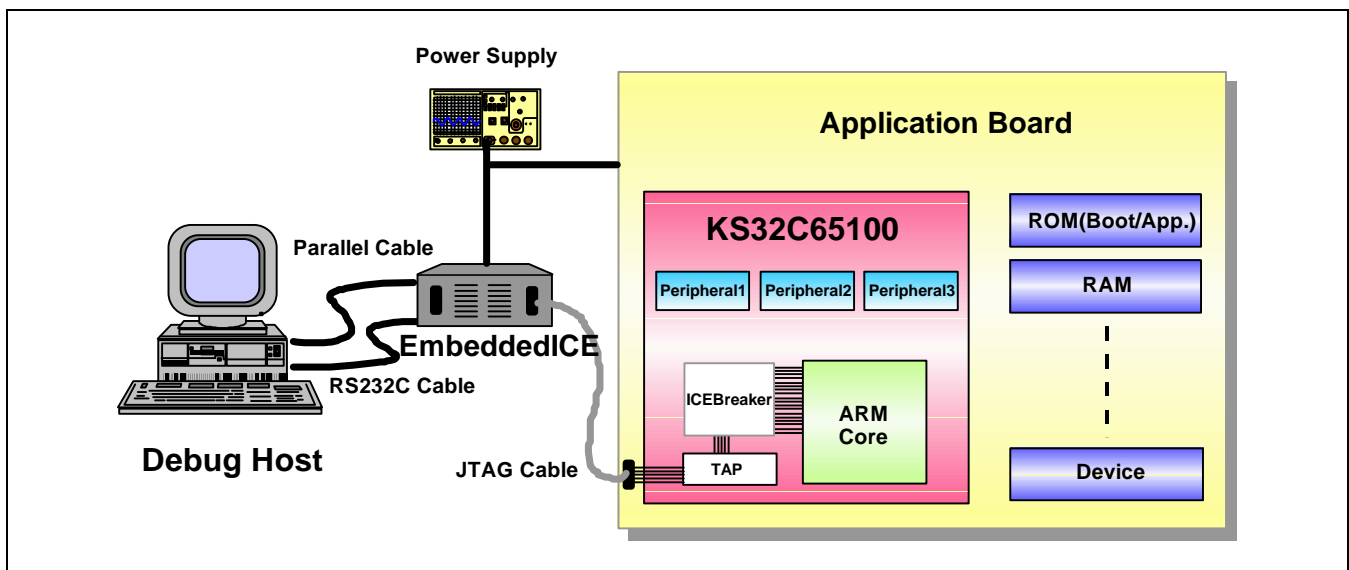 Power Supply
Application Board
Parallel Cable
KS32C65100
ROM(Boot/App.)
Peripheral1
Peripheral2
Peripheral3
RAM
EmbeddedICE
RS232C Cable
ICEBreaker
ARM
Core
Debug Host
JTAG Cable
TAP
Device